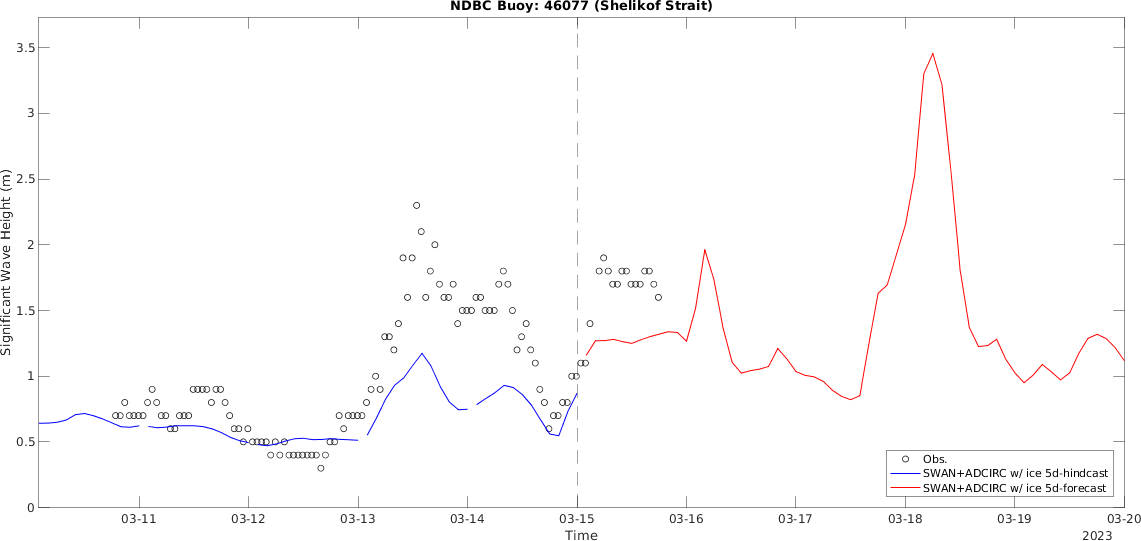 NDBC Buoy: 46077 (Shelikof Strait)
Significant Wave Height (m)
3.5
3
2.5
2
1.5
1
0.5
0
Obs.
SWAN+ADCIRC w/ ice 5d-hindcast
SWAN+ADCIRC w/ ice 5d-forecast
03-11 03-12 03-13 03-14 03-15 03-16 03-17 03-18 03-19 03-20
Time
2023